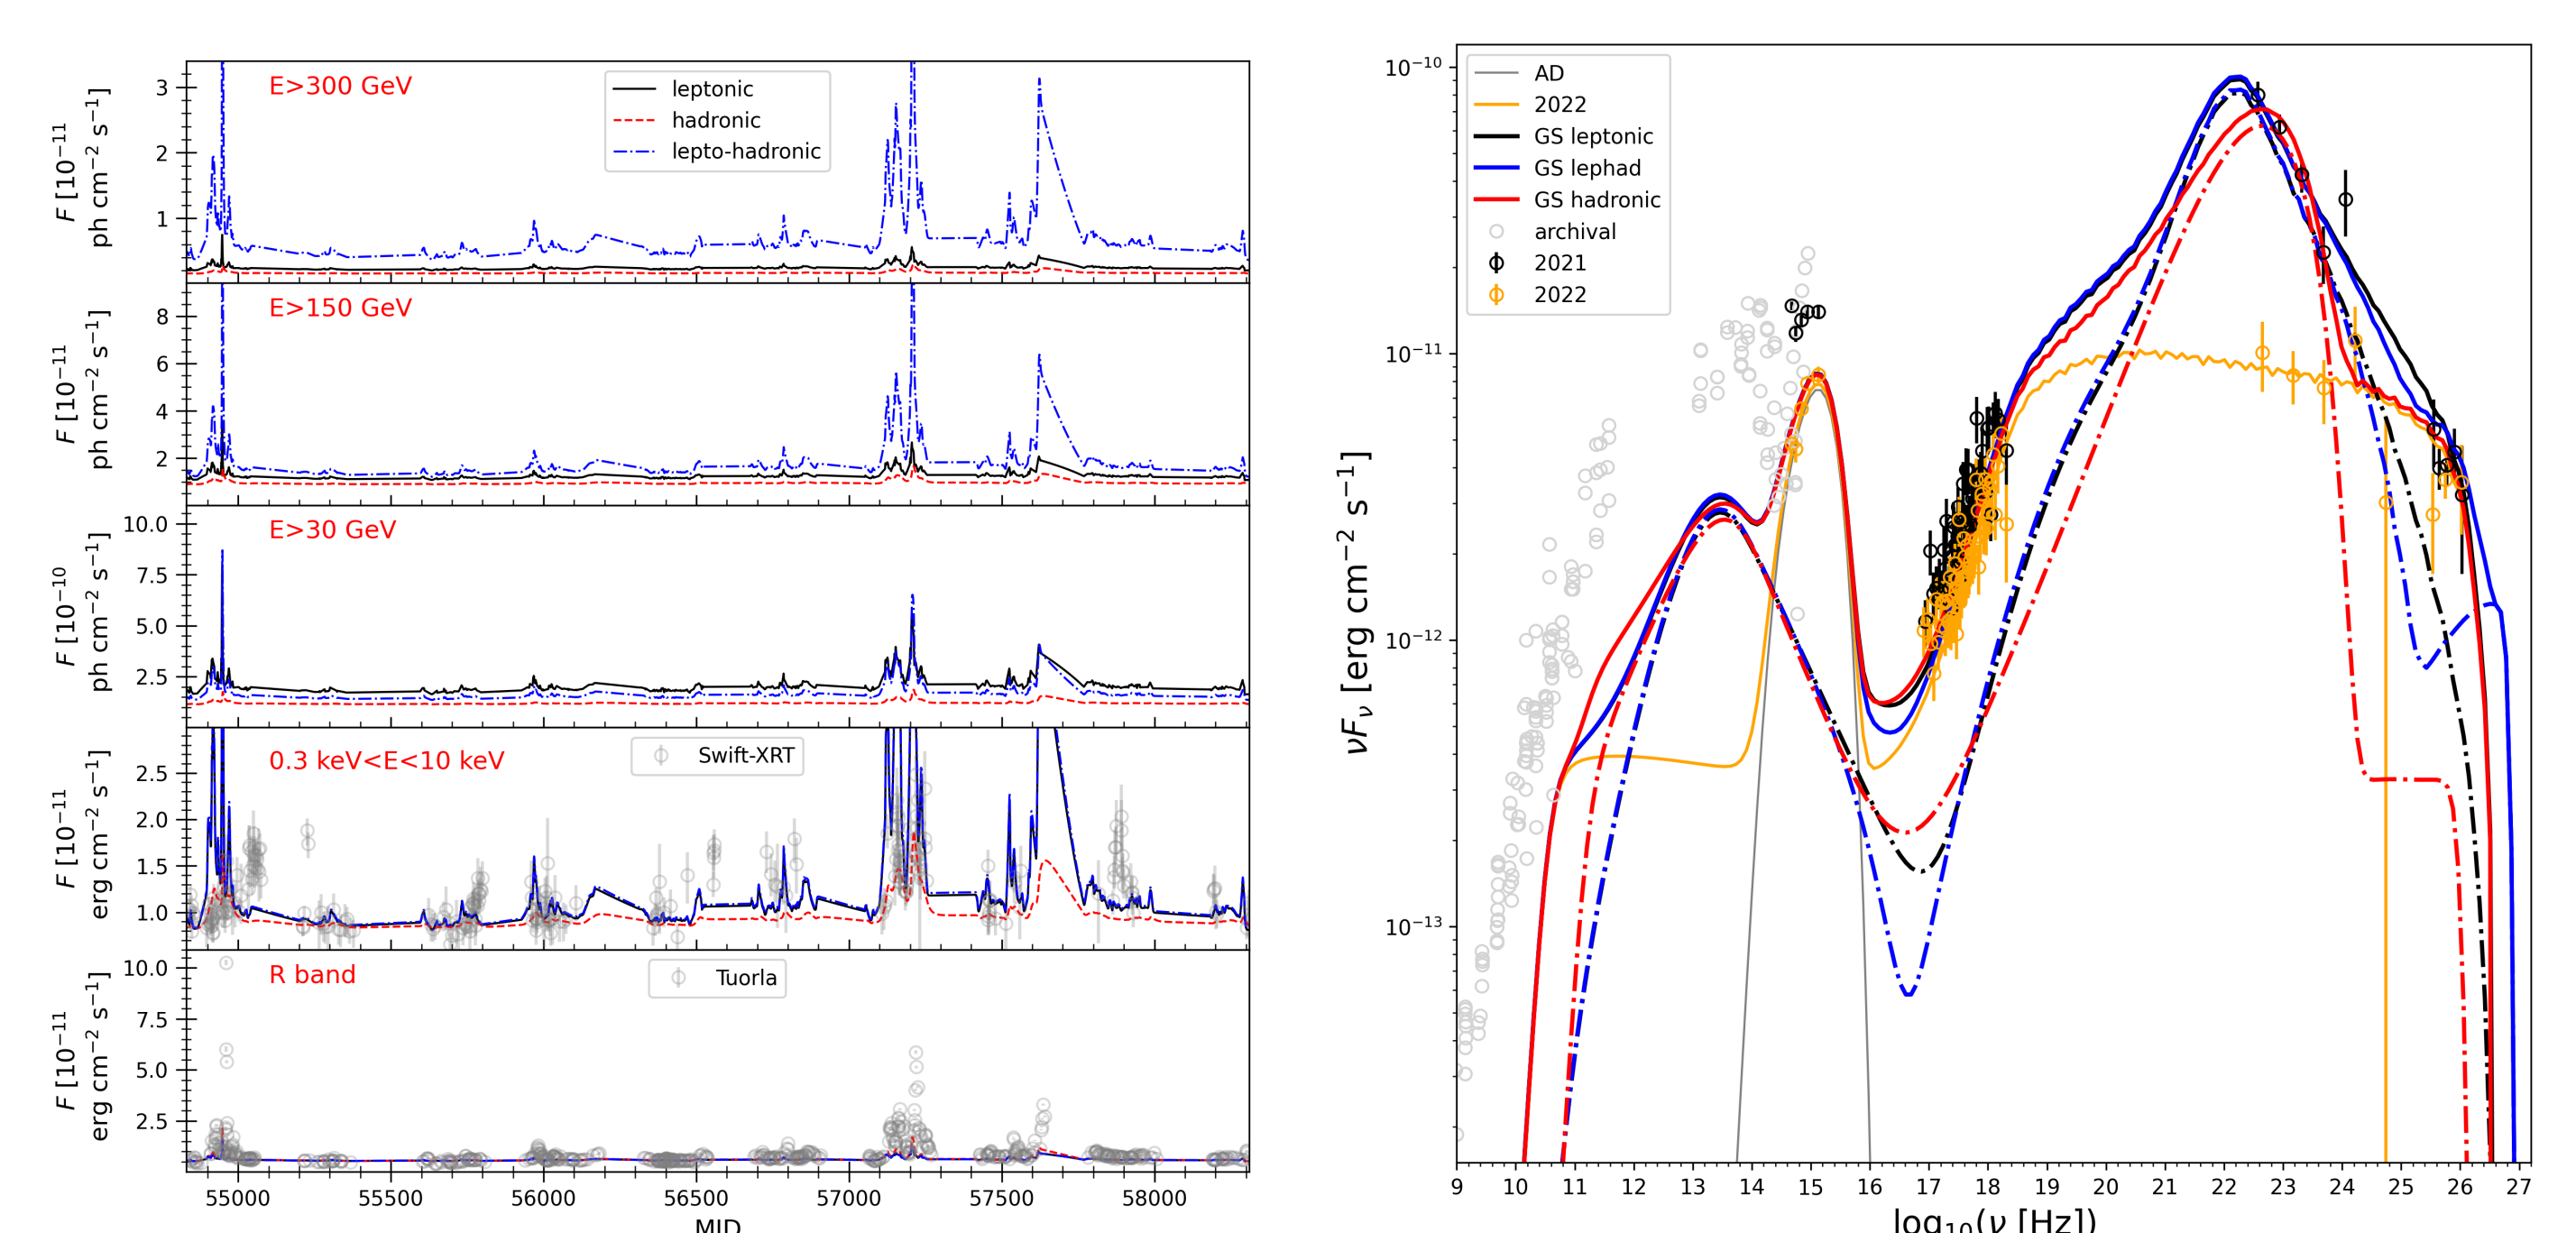 E>300 GeV
leptonic
hadronic
lepto-hadronic
3
2
1
F [10⁻¹¹
ph cm⁻² s⁻¹]
E>150 GeV
8
6
4
2
F [10⁻¹¹
ph cm⁻² s⁻¹]
E>30 GeV
10.0
7.5
5.0
2.5
F [10⁻¹⁰
ph cm⁻² s⁻¹]
0.3 keV<E<10 keV
Swift-XRT
2.5
2.0
1.5
1.0
F [10⁻¹¹
erg cm⁻² s⁻¹]
R band
Tuorla
10.0
7.5
5.0
2.5
F [10⁻¹¹
erg cm⁻² s⁻¹]
55000 55500 56000 56500 57000 57500 58000
MJD
AD
2022
GS leptonic
GS lephad
GS hadronic
archival
2021
2022
10⁻¹⁰
10⁻¹¹
10⁻¹²
10⁻¹³
νFν [erg cm⁻² s⁻¹]
9 10 11 12 13 14 15 16 17 18 19 20 21 22 23 24 25 26 27
log₁₀(ν [Hz])